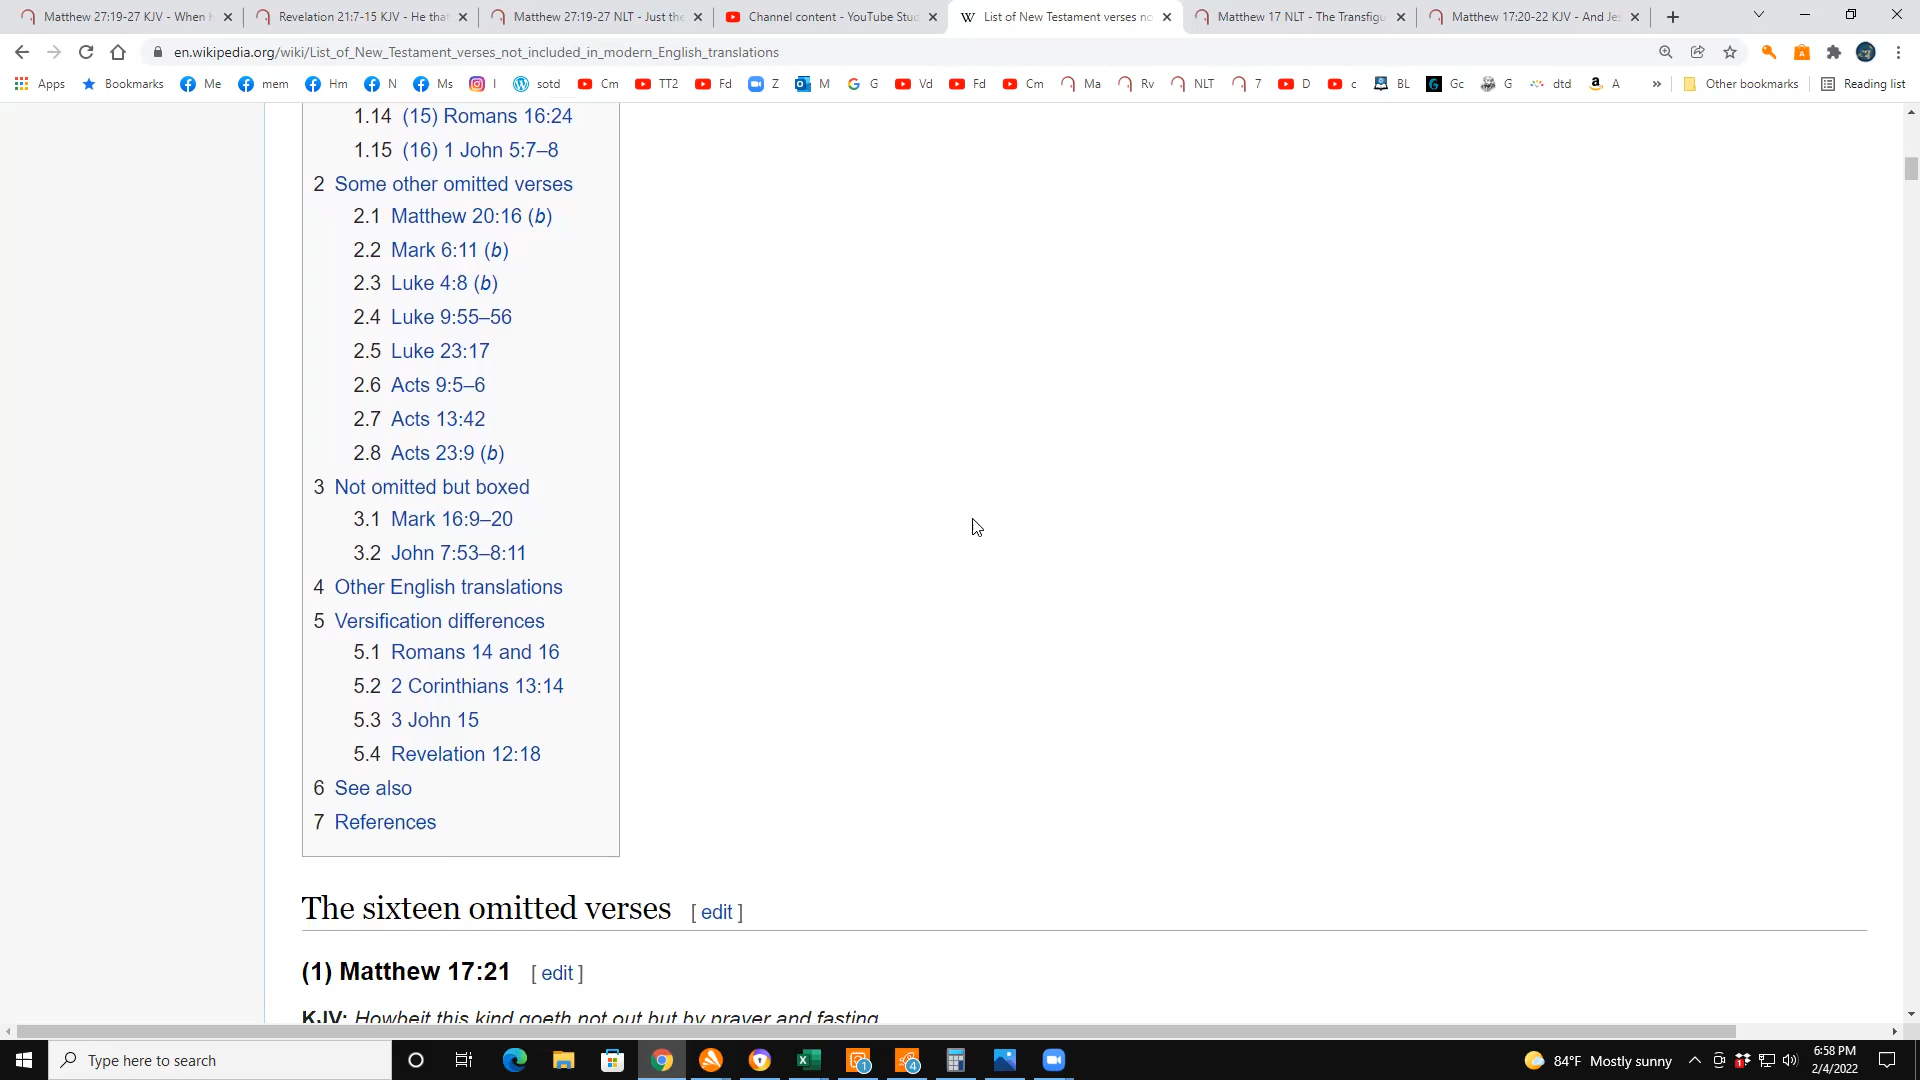 Matthew 27:19-27 KJV - When h
Revelation 21:7-15 KJV - He tha
Matthew 27:19-27 NLT - Just the
Channel content - YouTube Stud
W List of New Testament verses no
Matthew 17 NLT - The Transfigu
Matthew 17:20-22 KJV - And Jes
en.wikipedia.org/wiki/List_of_New_Testament_verses_not_included_in_modern_English_translations
Apps Bookmarks Me mem Hm N Ms I sotd Cm TT2 Fd Z M G Vd Fd Cm Ma Rv NLT 7 D c BL Gc G dtd A » Other bookmarks Reading list
1.14 (15) Romans 16:24
1.15 (16) 1 John 5:7–8
2 Some other omitted verses
2.1 Matthew 20:16 (b)
2.2 Mark 6:11 (b)
2.3 Luke 4:8 (b)
2.4 Luke 9:55–56
2.5 Luke 23:17
2.6 Acts 9:5–6
2.7 Acts 13:42
2.8 Acts 23:9 (b)
3 Not omitted but boxed
3.1 Mark 16:9–20
3.2 John 7:53–8:11
4 Other English translations
5 Versification differences
5.1 Romans 14 and 16
5.2 2 Corinthians 13:14
5.3 3 John 15
5.4 Revelation 12:18
6 See also
7 References
The sixteen omitted verses [ edit ]
(1) Matthew 17:21 [ edit ]
KJV: Howbeit this kind goeth not out but by prayer and fasting.
Type here to search
1
4
84°F Mostly sunny
6:58 PM
2/4/2022